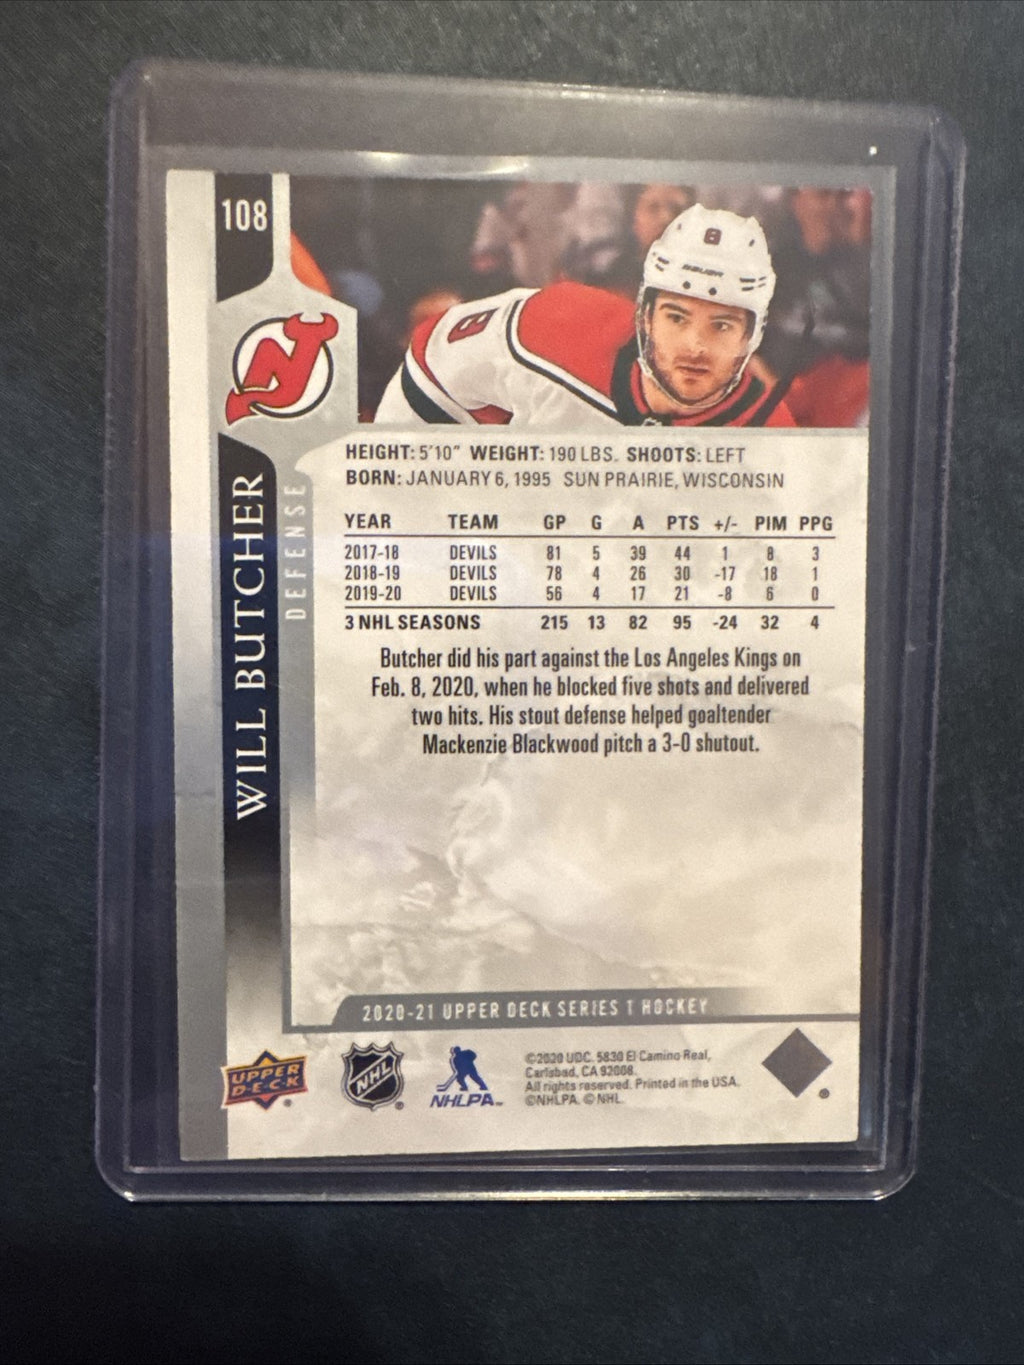 108
8
BAUER
8
WILL BUTCHER
DEFENSE
HEIGHT: 5'10" WEIGHT: 190 LBS. SHOOTS: LEFT
BORN: JANUARY 6, 1995 SUN PRAIRIE, WISCONSIN
YEAR TEAM GP G A PTS +/- PIM PPG
2017-18 DEVILS 81 5 39 44 1 8 3
2018-19 DEVILS 78 4 26 30 -17 18 1
2019-20 DEVILS 56 4 17 21 -8 6 0
3 NHL SEASONS 215 13 82 95 -24 32 4
Butcher did his part against the Los Angeles Kings on
Feb. 8, 2020, when he blocked five shots and delivered
two hits. His stout defense helped goaltender
Mackenzie Blackwood pitch a 3-0 shutout.
2020-21 UPPER DECK SERIES 1 HOCKEY
UPPER
D·E·C·K
®
NHL
®
NHLPA™
©2020 UDC. 5830 El Camino Real,
Carlsbad, CA 92008.
All rights reserved. Printed in the USA.
©NHLPA. © NHL.
®